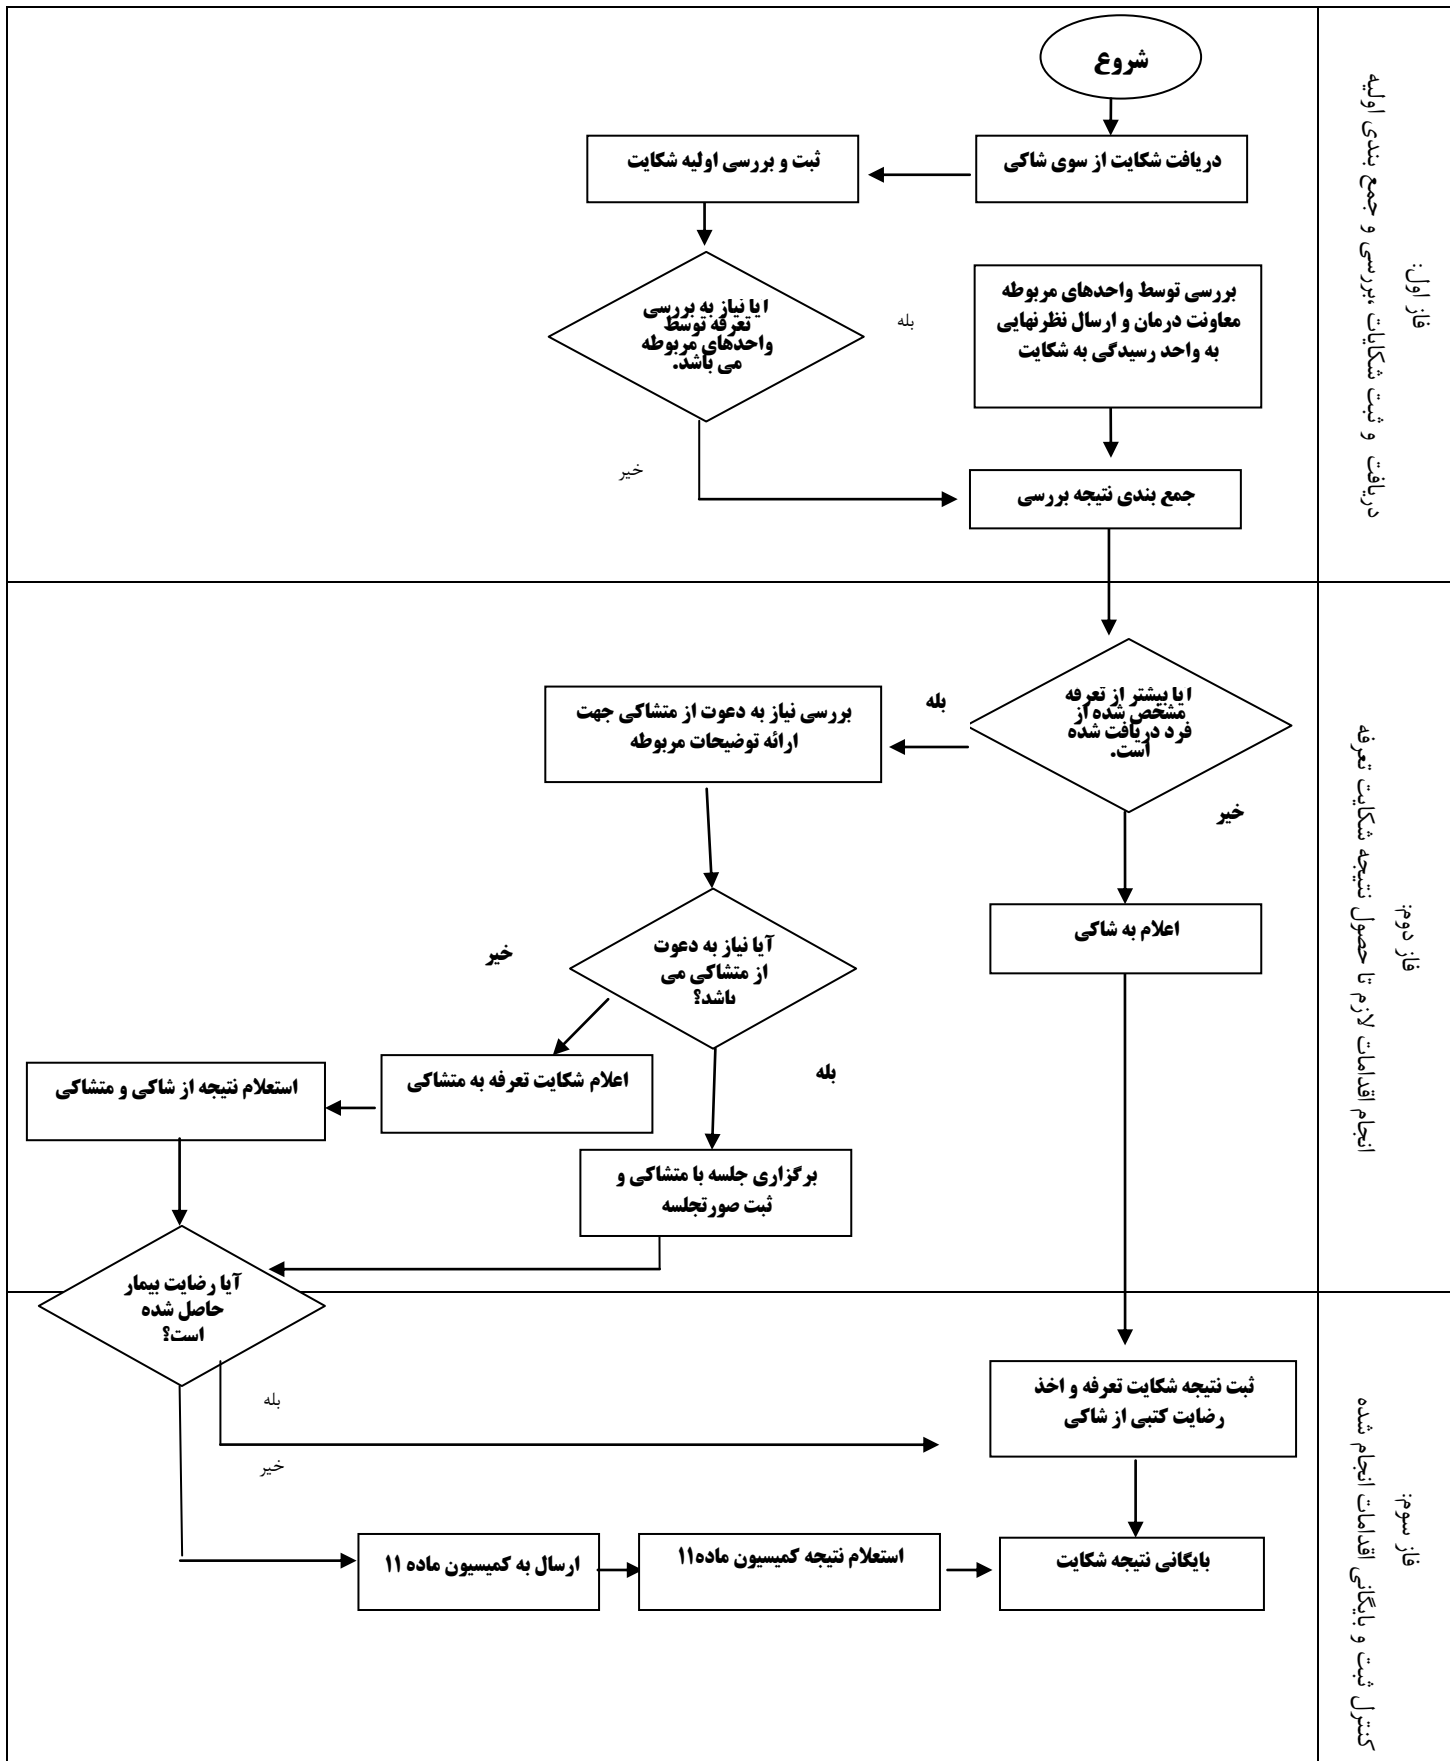 شروع
دریافت شکایت از سوی شاکی
ثبت و بررسی اولیه شکایت
ایا نیاز به بررسی
تعرفه توسط
واحدهای مربوطه
می باشد.
بله
بررسی توسط واحدهای مربوطه
معاونت درمان و ارسال نظرنهایی
به واحد رسیدگی به شکایت
خیر
جمع بندی نتیجه بررسی
فاز اول:
دریافت و ثبت شکایت ،بررسی و جمع بندی اولیه
ایا بیشتر از تعرفه
مشخص شده از
فرد دریافت شده
است.
بله
بررسی نیاز به دعوت از متشاکی جهت
ارائه توضیحات مربوطه
خیر
اعلام به شاکی
آیا نیاز به دعوت
از متشاکی می
باشد؟
خیر
بله
اعلام شکایت تعرفه به متشاکی
استعلام نتیجه از شاکی و متشاکی
برگزاری جلسه با متشاکی و
ثبت صورتجلسه
فاز دوم:
انجام اقدامات لازم تا حصول نتیجه شکایت تعرفه
آیا رضایت بیمار
حاصل شده
است؟
بله
خیر
ثبت نتیجه شکایت تعرفه و اخذ
رضایت کتبی از شاکی
ارسال به کمیسیون ماده ۱۱
استعلام نتیجه کمیسیون ماده۱۱
بایگانی نتیجه شکایت
فاز سوم:
کنترل ثبت و بایگانی اقدامات انجام شده